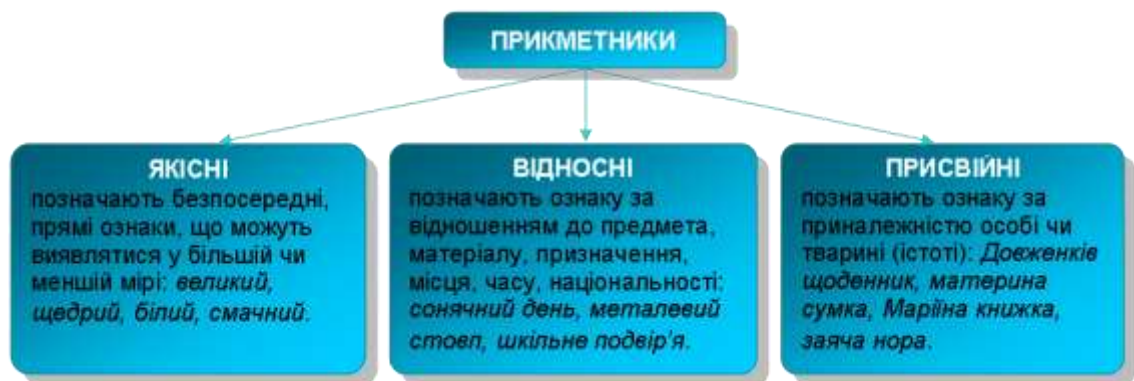 ПРИКМЕТНИКИ
ЯКІСНІ
позначають безпосередні,
прямі ознаки, що можуть
виявлятися у більшій чи
меншій мірі: великий,
щедрий, білий, смачний.
ВІДНОСНІ
позначають ознаку за
відношенням до предмета,
матеріалу, призначення,
місця, часу, національності:
сонячний день, металевий
стовп, шкільне подвір'я.
ПРИСВІЙНІ
позначають ознаку за
приналежністю особі чи
тварині (істоті): Довженків
щоденник, материна
сумка, Маріїна книжка,
заяча нора.